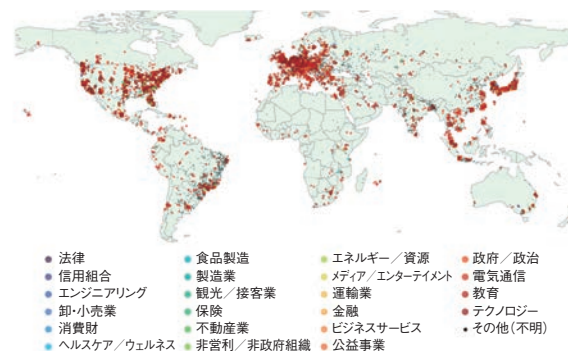 法律
信用組合
エンジニアリング
卸・小売業
消費財
ヘルスケア／ウェルネス
食品製造
製造業
観光／接客業
保険
不動産業
非営利／非政府組織
エネルギー／資源
メディア／エンターテイメント
運輸業
金融
ビジネスサービス
公益事業
政府／政治
電気通信
教育
テクノロジー
その他（不明）